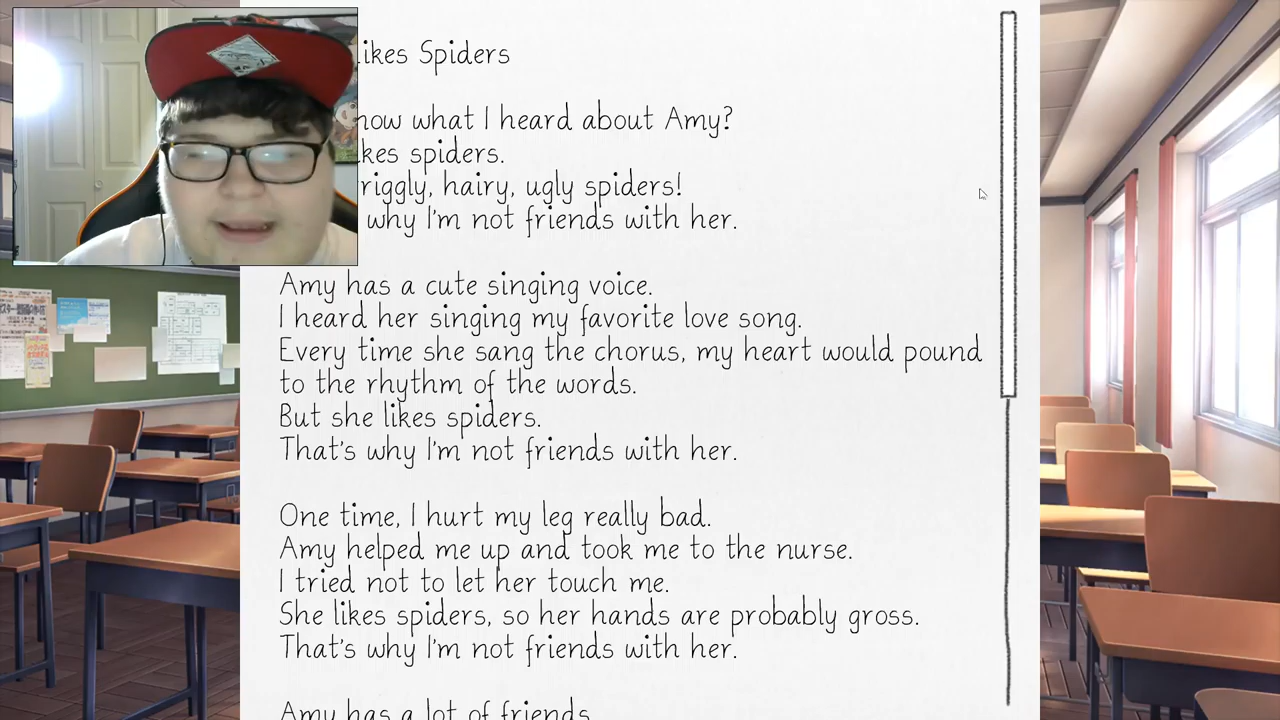 ikes Spiders
now what I heard about Amy?
kes spiders.
riggly, hairy, ugly spiders!
why I'm not friends with her.
Amy has a cute singing voice.
I heard her singing my favorite love song.
Every time she sang the chorus, my heart would pound
to the rhythm of the words.
But she likes spiders.
That's why I'm not friends with her.
One time, I hurt my leg really bad.
Amy helped me up and took me to the nurse.
I tried not to let her touch me.
She likes spiders, so her hands are probably gross.
That's why I'm not friends with her.
Amy has a lot of friends